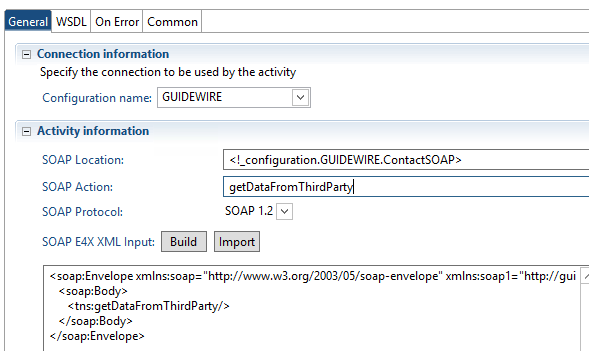 General WSDL On Error Common
Connection information
Specify the connection to be used by the activity
Configuration name: GUIDEWIRE
Activity information
SOAP Location: <!_configuration.GUIDEWIRE.ContactSOAP>
SOAP Action: getDataFromThirdParty
SOAP Protocol: SOAP 1.2
SOAP E4X XML Input: Build Import
<soap:Envelope xmlns:soap="http://www.w3.org/2003/05/soap-envelope" xmlns:soap1="http://gui
<soap:Body>
<tns:getDataFromThirdParty/>
</soap:Body>
</soap:Envelope>